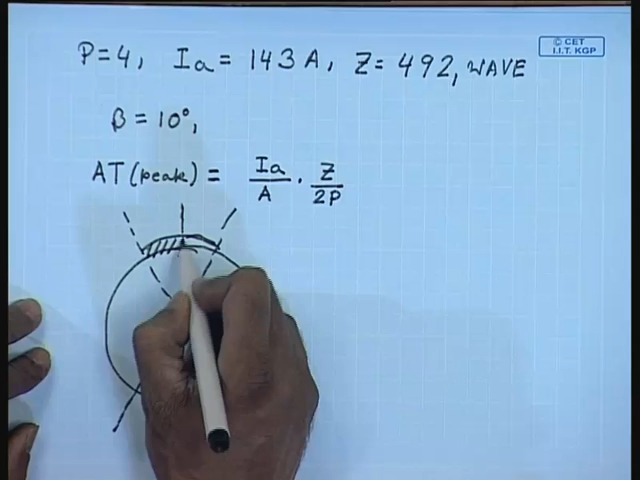 © CET
I.I.T. KGP
P=4, Ia = 143 A, Z = 492, WAVE
β = 10°,
AT (peak) = Ia/A · Z/2P